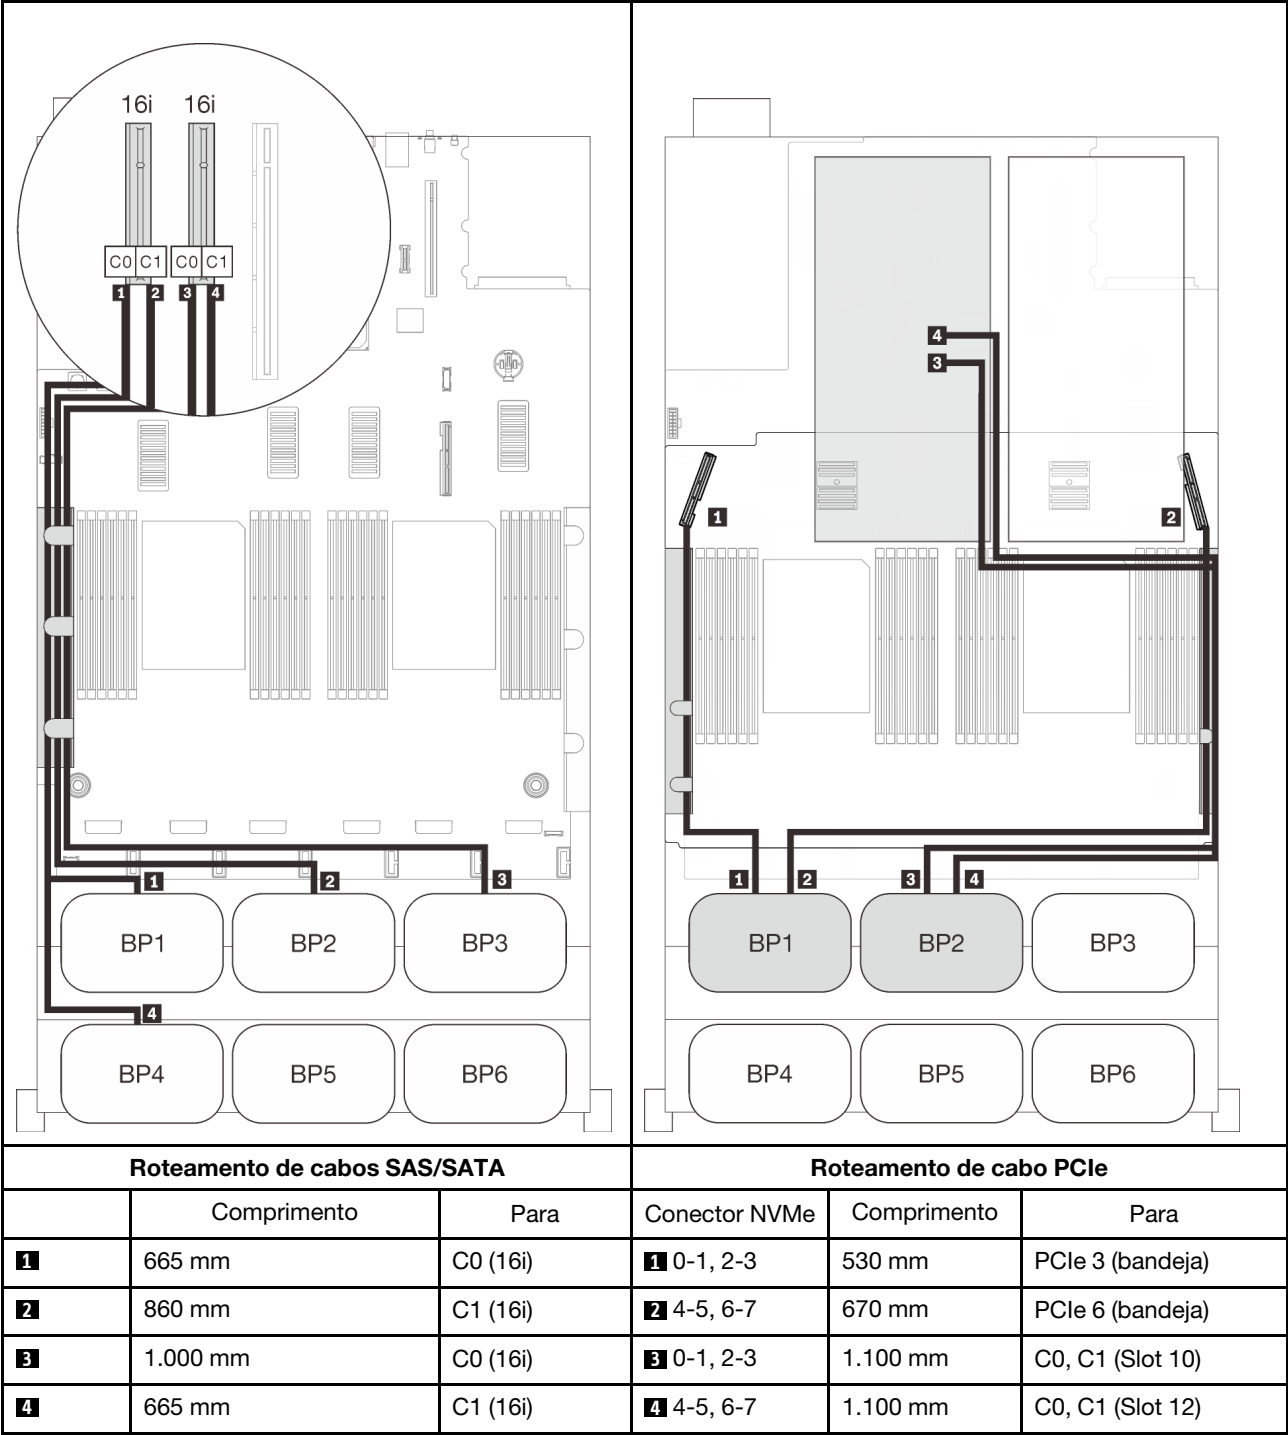 16i 16i
C0 C1 C0 C1
1 2 3 4
1 2 3
BP1 BP2 BP3
4
BP4 BP5 BP6
4
3
1 2
1 2 3 4
BP1 BP2 BP3
BP4 BP5 BP6
Roteamento de cabos SAS/SATA
Comprimento Para
1 665 mm C0 (16i)
2 860 mm C1 (16i)
3 1.000 mm C0 (16i)
4 665 mm C1 (16i)
Roteamento de cabo PCIe
Conector NVMe Comprimento Para
1 0-1, 2-3 530 mm PCIe 3 (bandeja)
2 4-5, 6-7 670 mm PCIe 6 (bandeja)
3 0-1, 2-3 1.100 mm C0, C1 (Slot 10)
4 4-5, 6-7 1.100 mm C0, C1 (Slot 12)